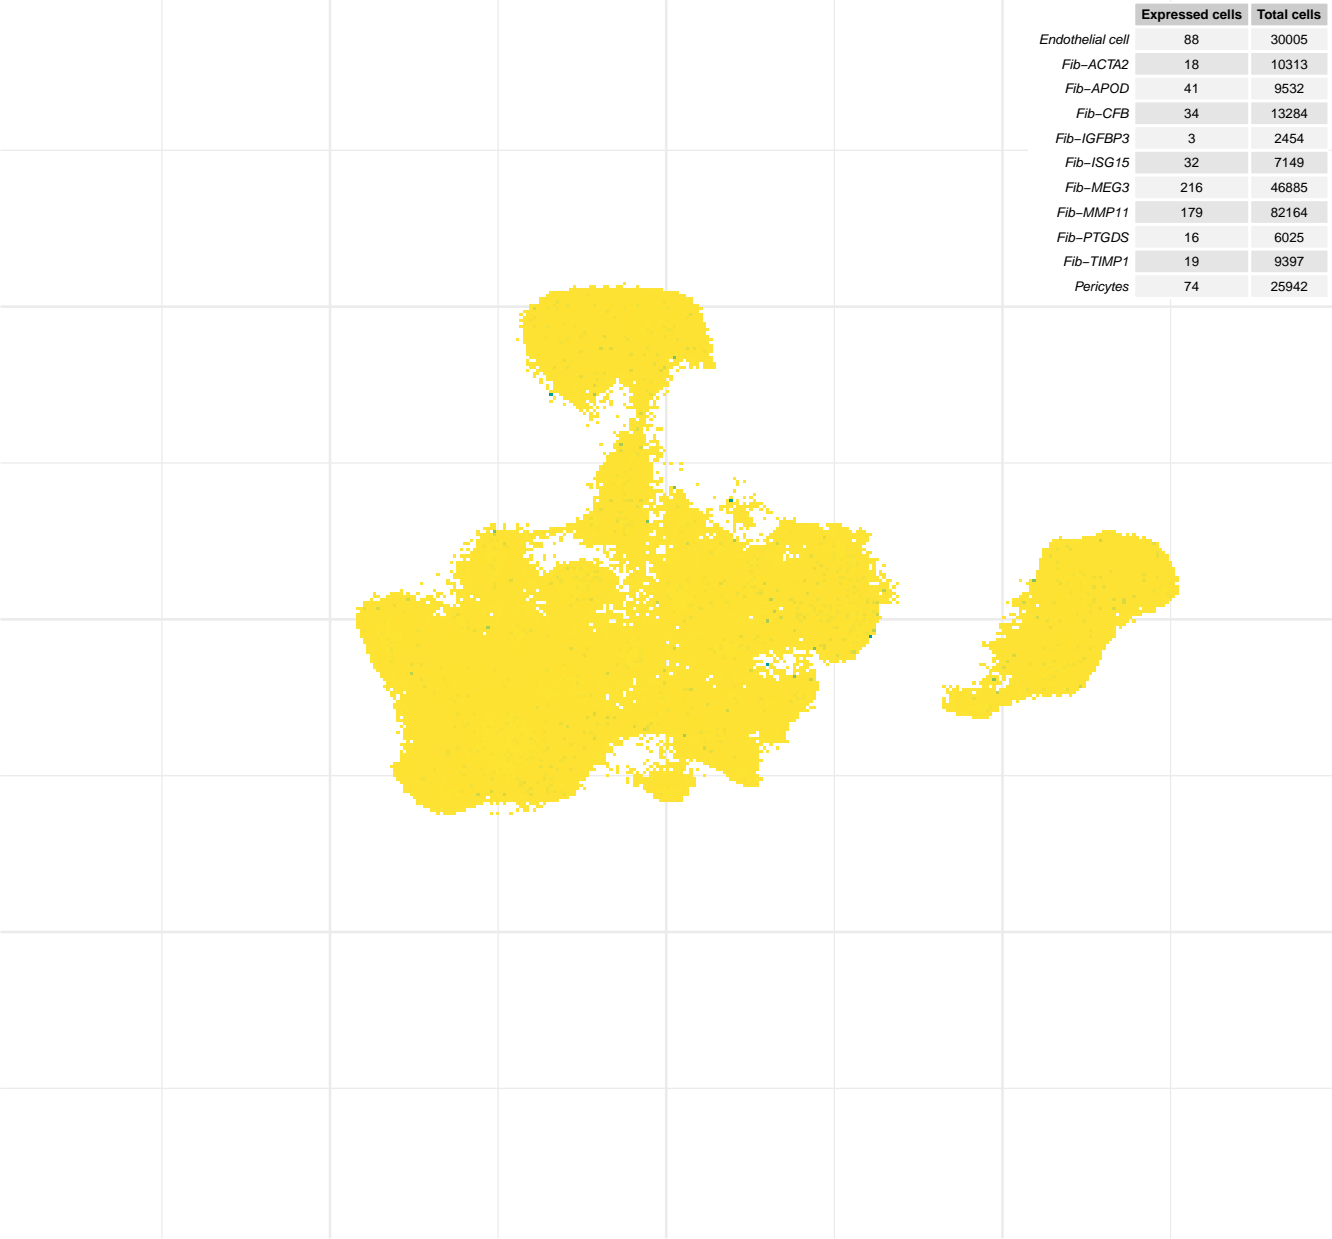 Expressed cells Total cells
Endothelial cell 88 30005
Fib−ACTA2 18 10313
Fib−APOD 41 9532
Fib−CFB 34 13284
Fib−IGFBP3 3 2454
Fib−ISG15 32 7149
Fib−MEG3 216 46885
Fib−MMP11 179 82164
Fib−PTGDS 16 6025
Fib−TIMP1 19 9397
Pericytes 74 25942